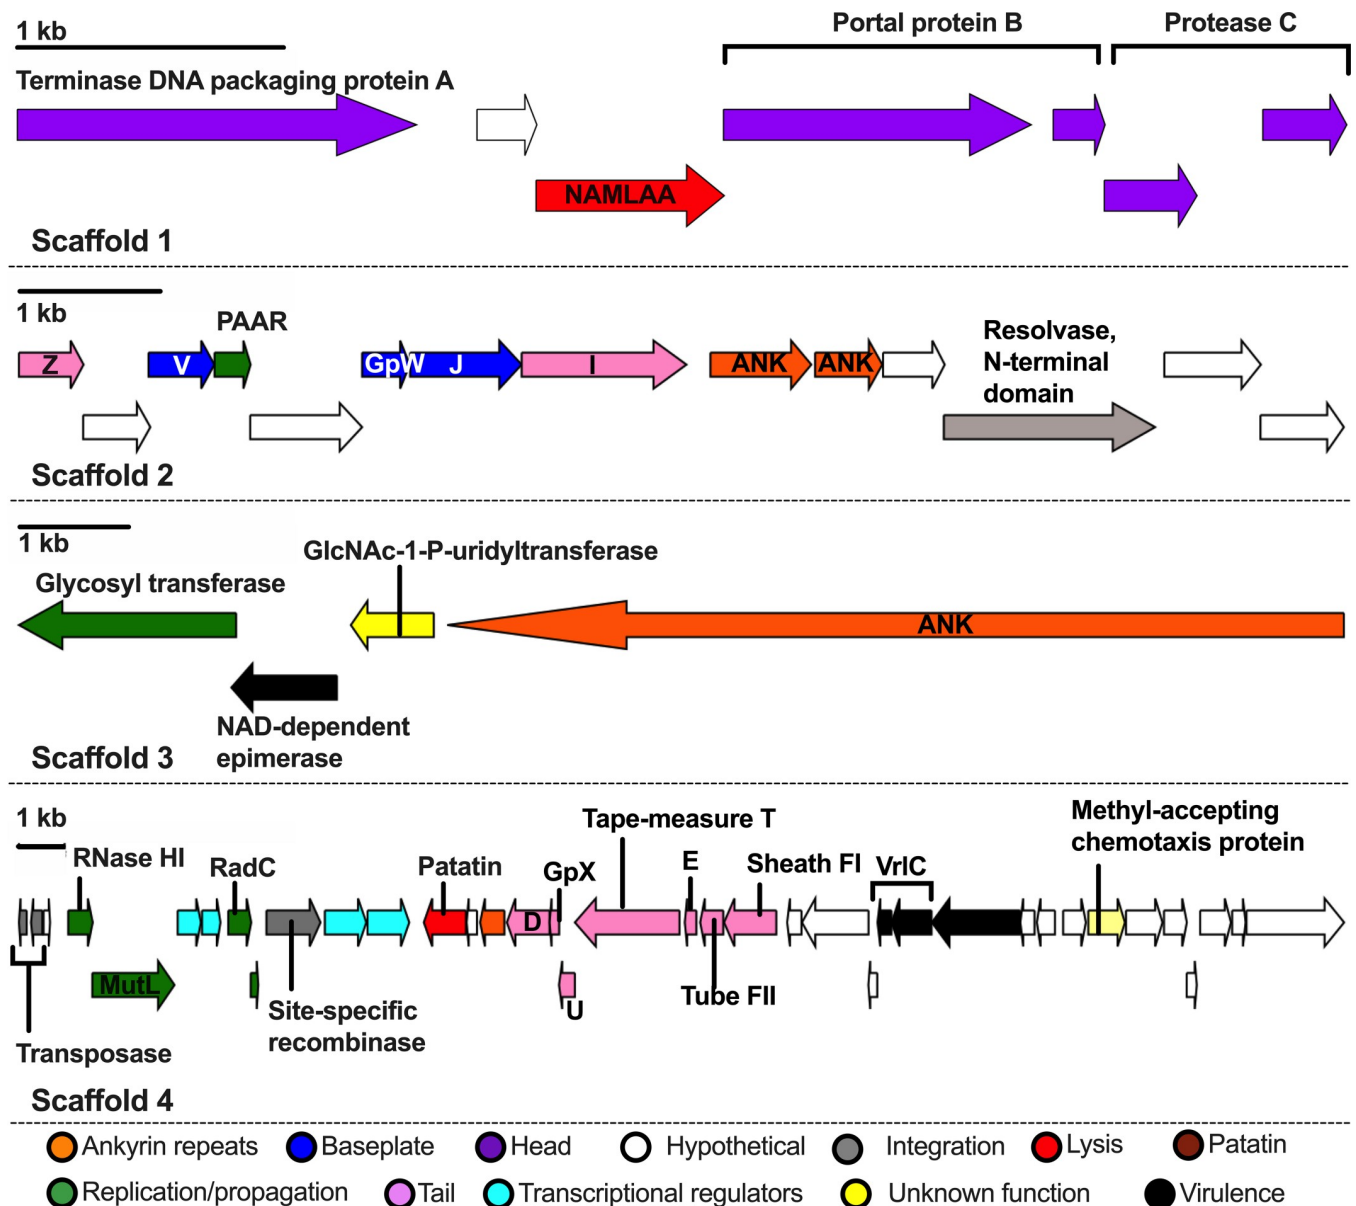 1 kb
Portal protein B
Protease C
Terminase DNA packaging protein A
NAMLAA
Scaffold 1
1 kb
PAAR
Z
V
GpW
J
I
ANK
ANK
Resolvase,
N-terminal
domain
Scaffold 2
1 kb
GlcNAc-1-P-uridyltransferase
Glycosyl transferase
ANK
NAD-dependent
epimerase
Scaffold 3
1 kb
RNase HI
RadC
Patatin
GpX
Tape-measure T
E
Sheath FI
VrlC
Methyl-accepting
chemotaxis protein
D
MutL
U
Tube FII
Site-specific
recombinase
Transposase
Scaffold 4
Ankyrin repeats
Baseplate
Head
Hypothetical
Integration
Lysis
Patatin
Replication/propagation
Tail
Transcriptional regulators
Unknown function
Virulence